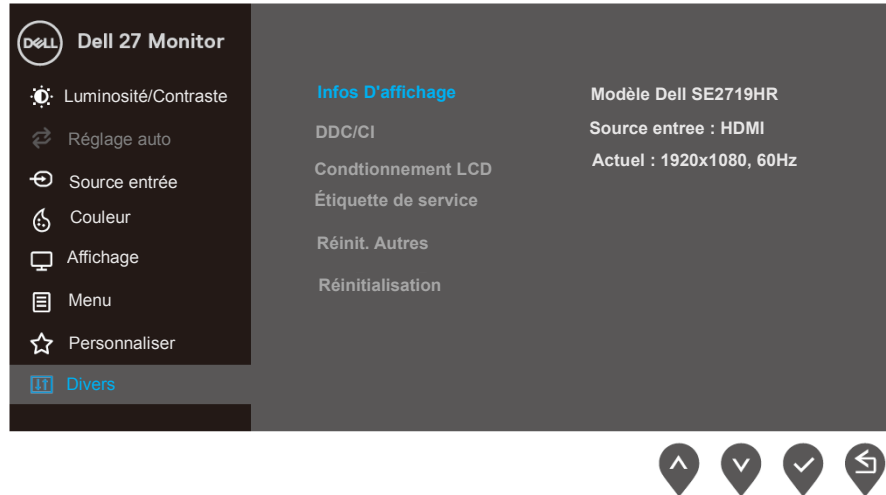 DELL Dell 27 Monitor
Luminosité/Contraste
Réglage auto
Source entrée
Couleur
Affichage
Menu
Personnaliser
Divers
Infos D'affichage
DDC/CI
Condtionnement LCD
Étiquette de service
Réinit. Autres
Réinitialisation
Modèle Dell SE2719HR
Source entree : HDMI
Actuel : 1920x1080, 60Hz